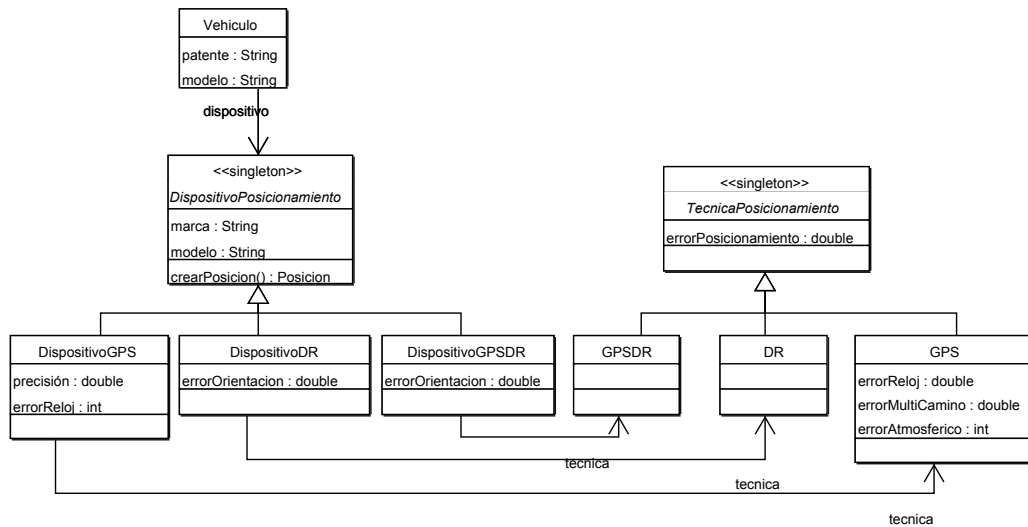 Vehiculo
patente : String
modelo : String
dispositivo
<<singleton>>
DispositivoPosicionamiento
marca : String
modelo : String
crearPosicion() : Posicion
<<singleton>>
TecnicaPosicionamiento
errorPosicionamiento : double
DispositivoGPS
precisión : double
errorReloj : int
DispositivoDR
errorOrientacion : double
DispositivoGPSDR
errorOrientacion : double
GPSDR
DR
GPS
errorReloj : double
errorMultiCamino : double
errorAtmosferico : int
tecnica
tecnica
tecnica